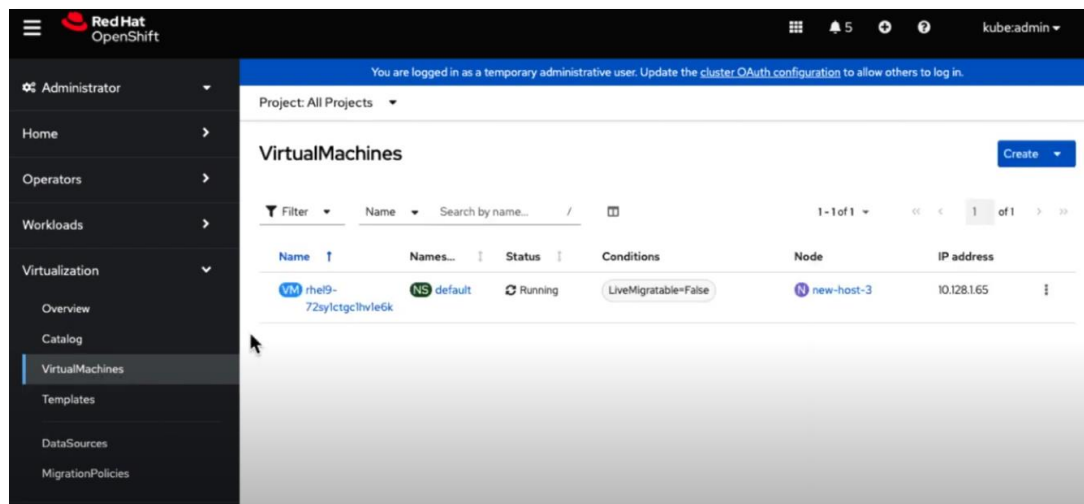 Red Hat
OpenShift
5
kube:admin
Administrator
You are logged in as a temporary administrative user. Update the cluster OAuth configuration to allow others to log in.
Project: All Projects
Home
VirtualMachines
Create
Operators
Filter
Name
Search by name...
/
1-1 of 1
1
of 1
Workloads
Name
Names...
Status
Conditions
Node
IP address
Virtualization
VM rhel9-
72sy1ctgc1hv1e6k
NS default
Running
LiveMigratable=False
N new-host-3
10.128.1.65
Overview
Catalog
VirtualMachines
Templates
DataSources
MigrationPolicies